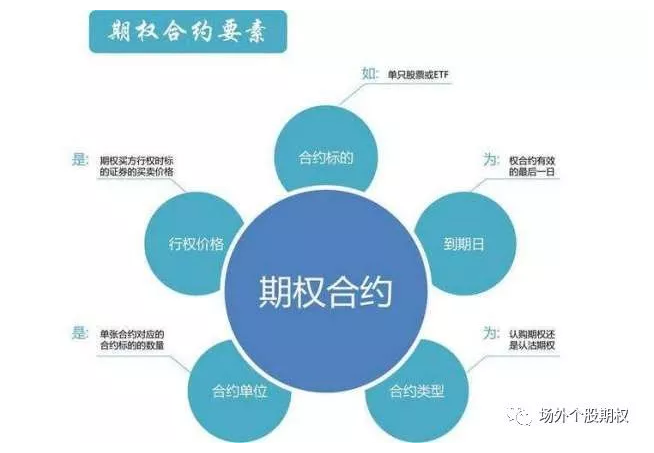 期权合约要素
如:
单只股票或ETF
合约标的
是:
期权买方行权时标
的证券的买卖价格
行权价格
为:
权合约有效
的最后一日
到期日
期权合约
是:
单张合约对应的
合约标的的数量
合约单位
为:
认购期权还
是认沽期权
合约类型
场外个股期权